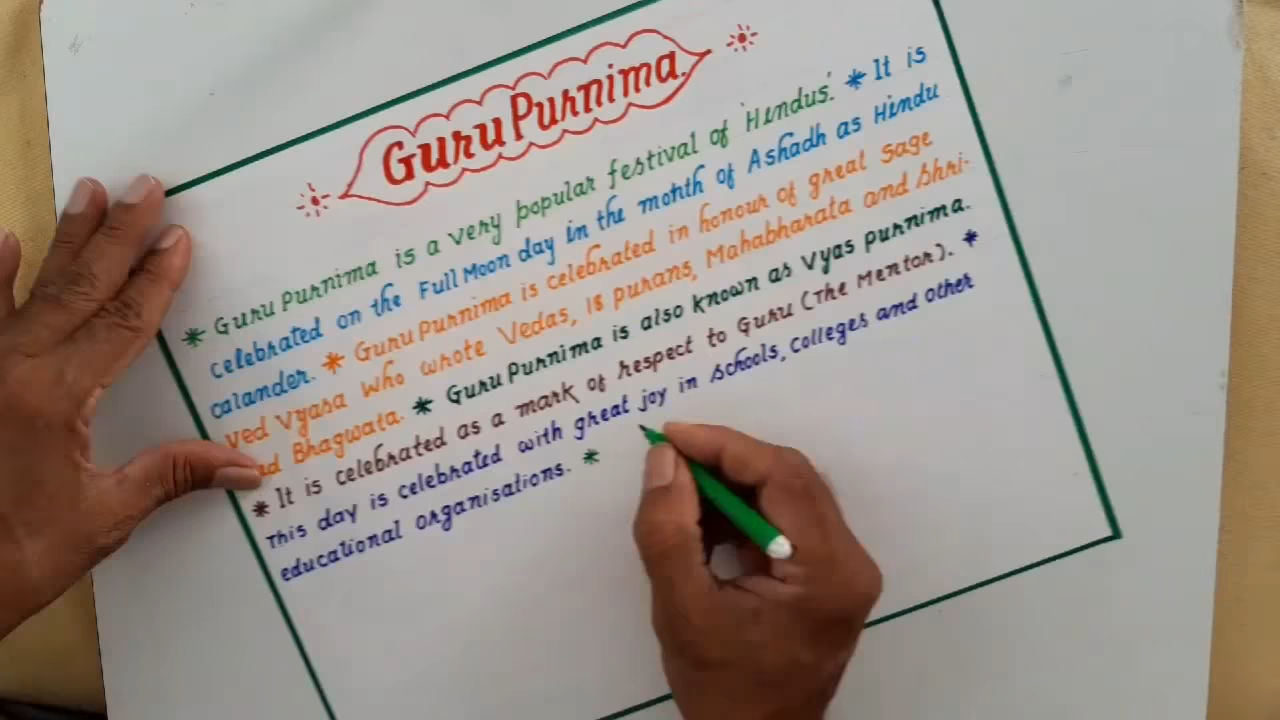 Guru Purnima.
* Guru Purnima is a very popular festival of 'Hindus'. * It is
celebrated on the Full Moon day in the month of Ashadh as Hindu
calander. * Guru Purnima is celebrated in honour of great sage
ved vyasa who wrote Vedas, 18 purans, Mahabharata and Shri-
d Bhagwata. * Guru Purnima is also known as vyas purnima.
* It is celebrated as a mark of respect to Guru (The Mentor). *
This day is celebrated with great joy in schools, colleges and other
educational organisations. *